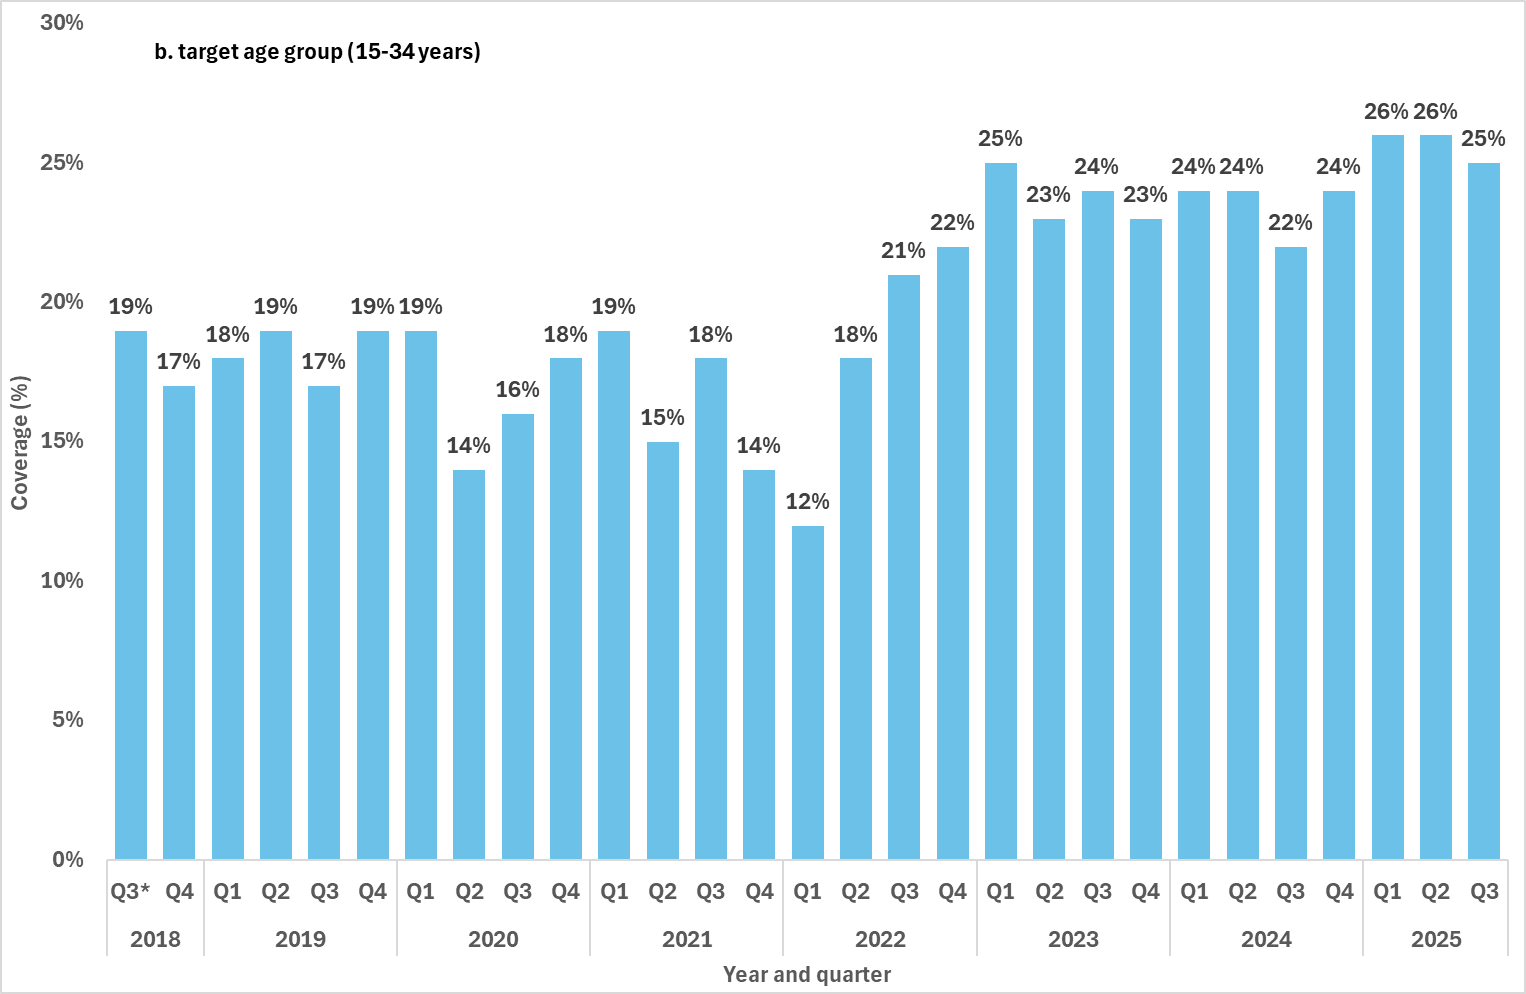 30%
b. target age group (15-34 years)
26% 26%
25% 25%
25%
24% 24% 24% 24%
23% 23%
22% 22%
21%
20%
19% 19% 19% 19% 19%
18% 18% 18% 18%
17% 17%
16%
15%
15%
14% 14%
12%
10%
5%
0%
Coverage (%)
Q3* Q4 Q1 Q2 Q3 Q4 Q1 Q2 Q3 Q4 Q1 Q2 Q3 Q4 Q1 Q2 Q3 Q4 Q1 Q2 Q3 Q4 Q1 Q2 Q3 Q4 Q1 Q2 Q3
2018 2019 2020 2021 2022 2023 2024 2025
Year and quarter